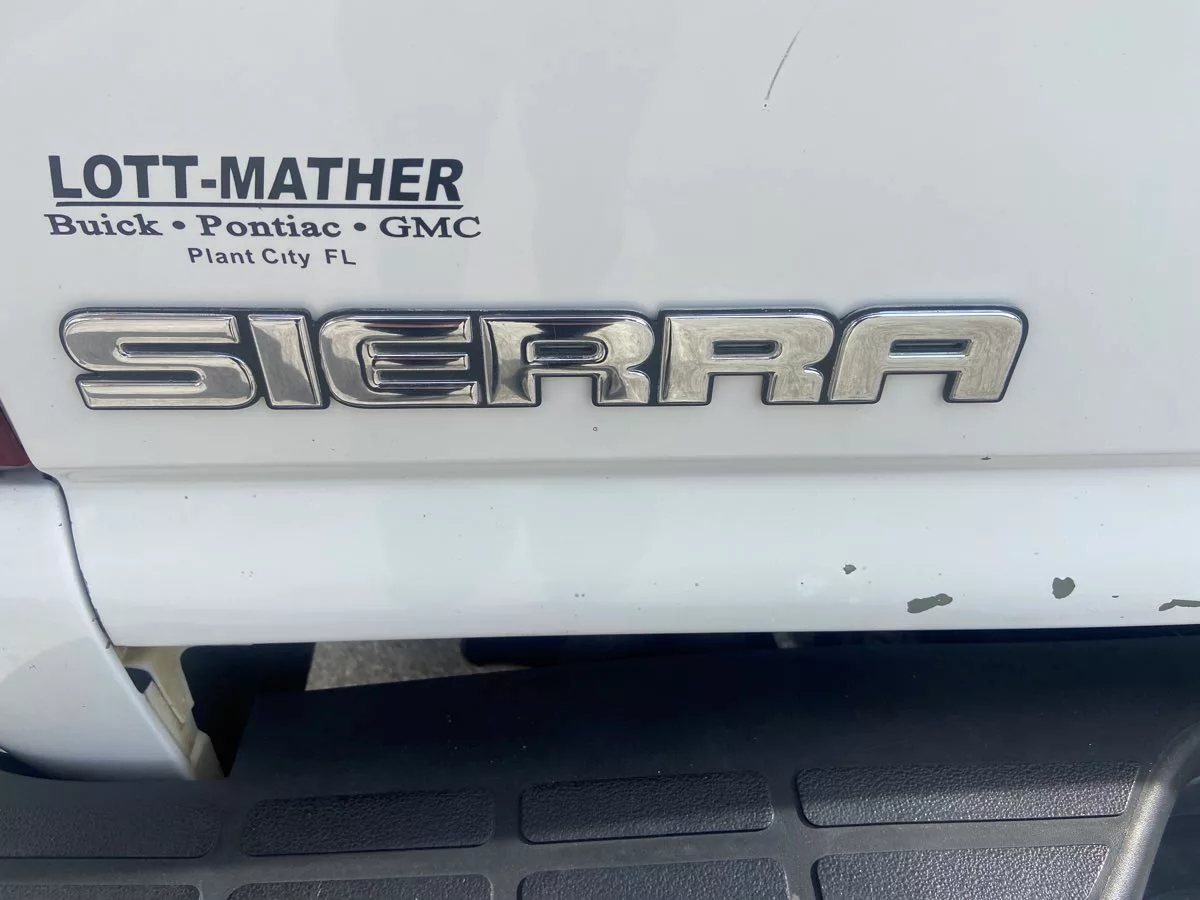 LOTT-MATHER
Buick • Pontiac • GMC
Plant City FL
SIERRA